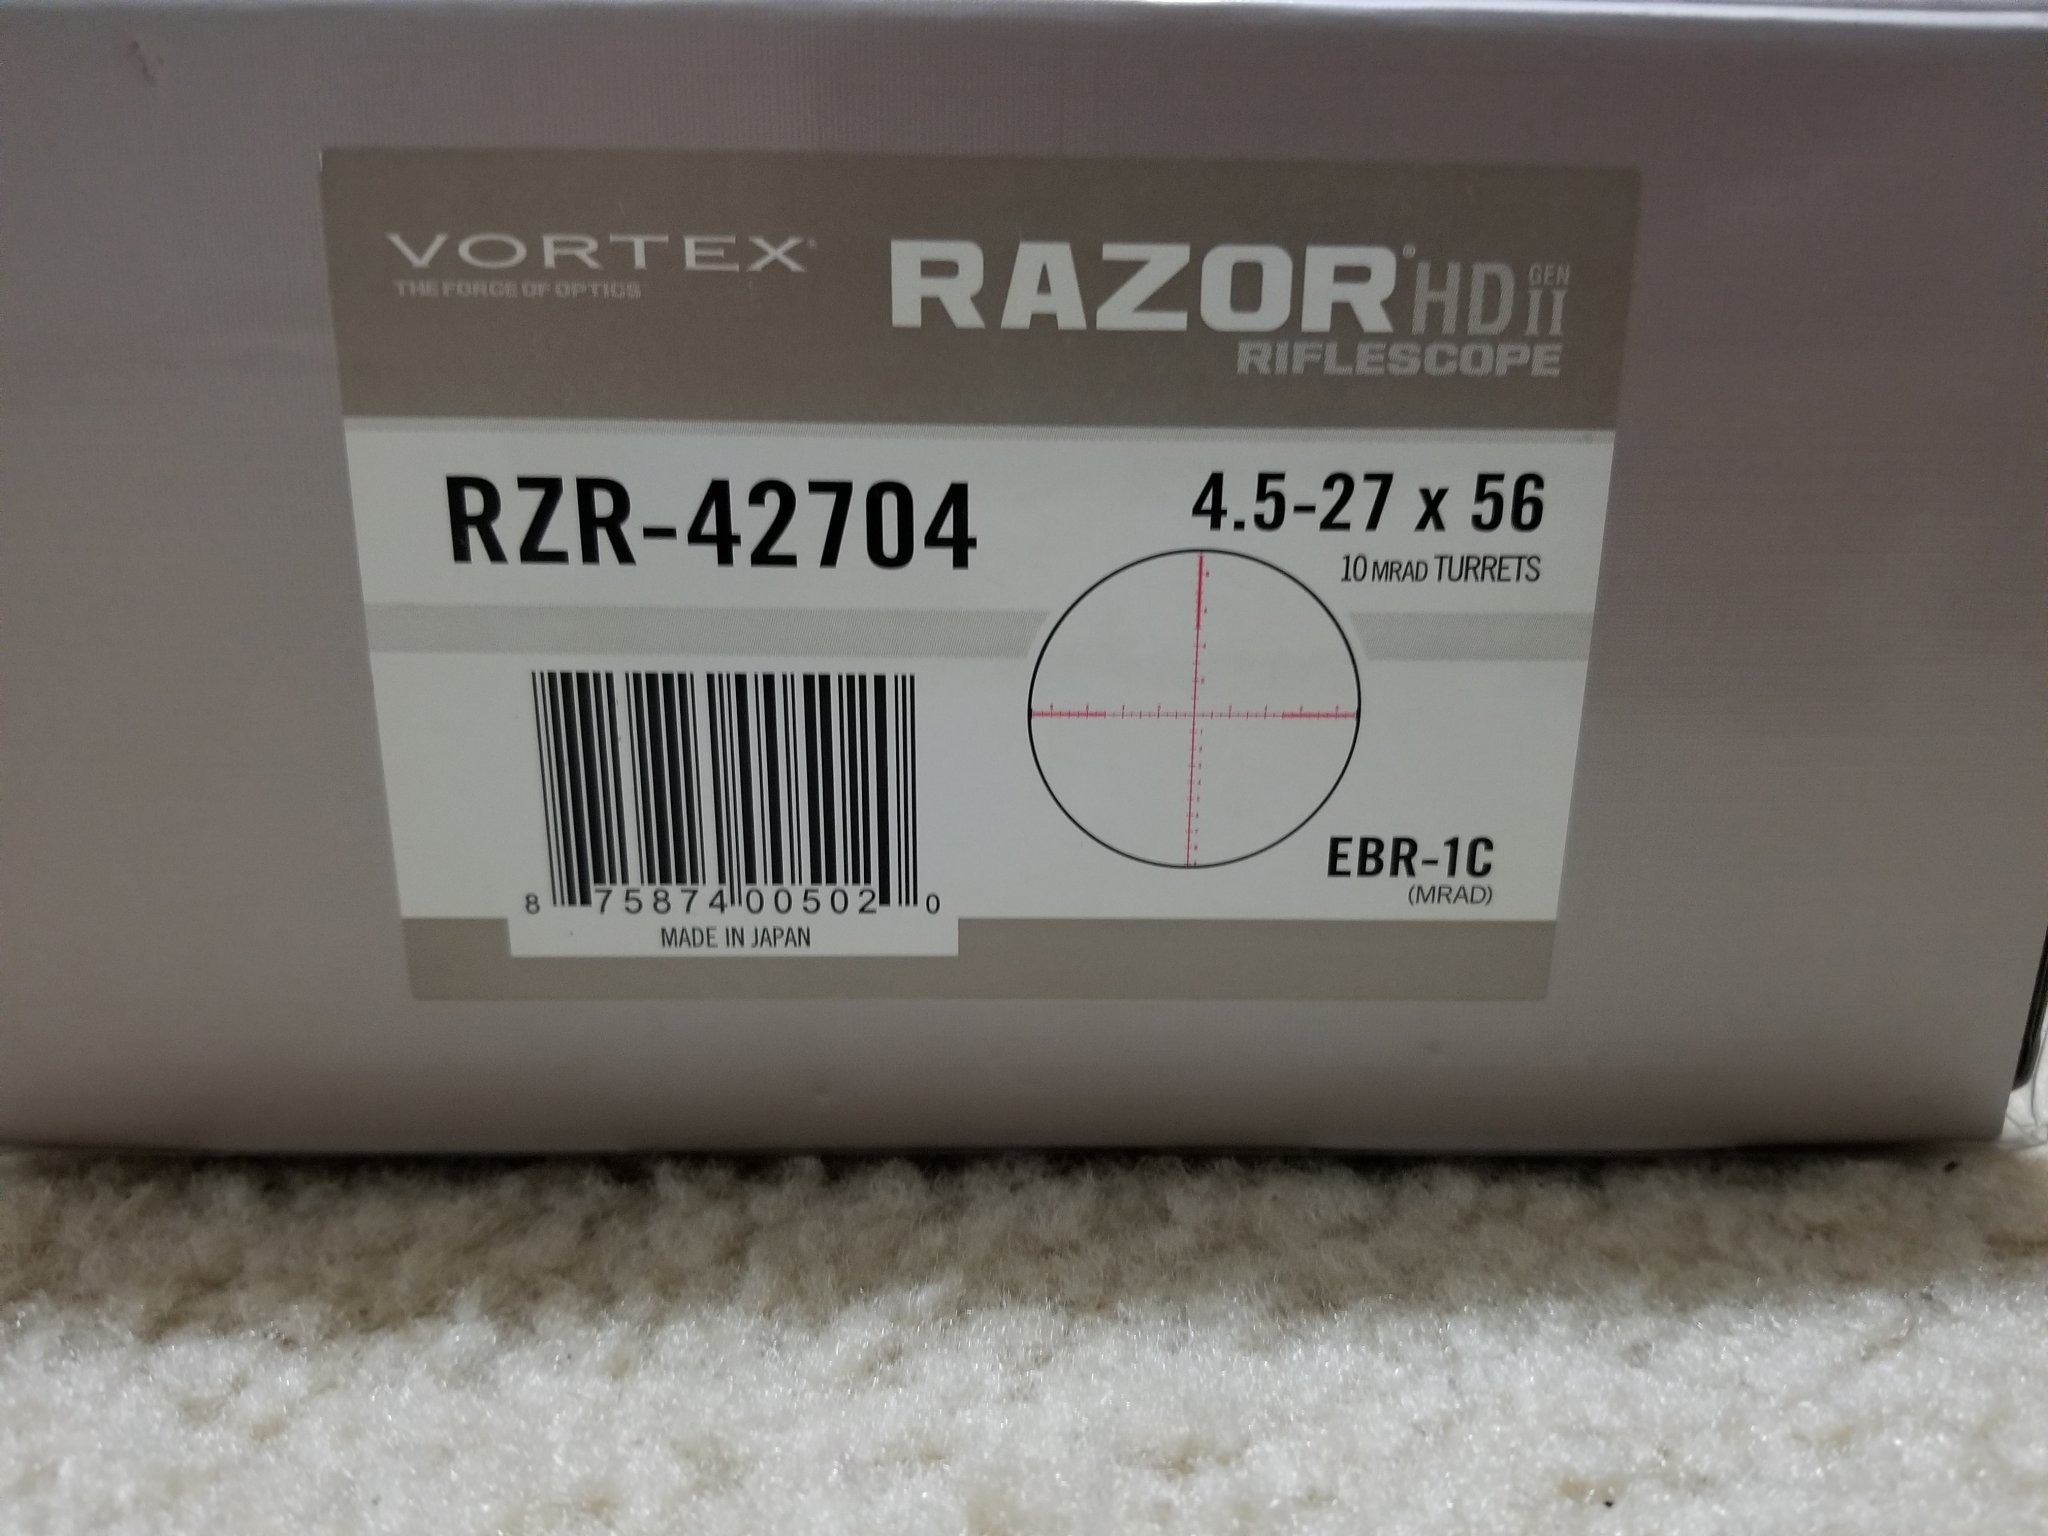 VORTEX®
THE FORCE OF OPTICS
RAZOR® HD GEN II
RIFLESCOPE
RZR-42704
4.5-27 x 56
10 MRAD TURRETS
EBR-1C
(MRAD)
8 75874 00502 0
MADE IN JAPAN